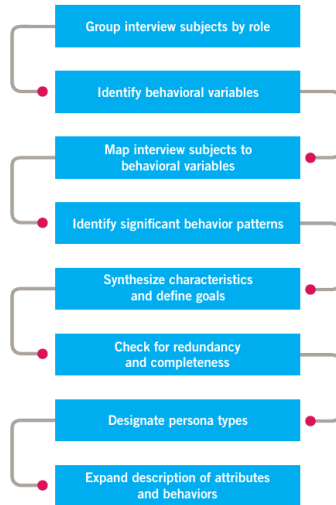 Group interview subjects by role
Identify behavioral variables
Map interview subjects to
behavioral variables
Identify significant behavior patterns
Synthesize characteristics
and define goals
Check for redundancy
and completeness
Designate persona types
Expand description of attributes
and behaviors